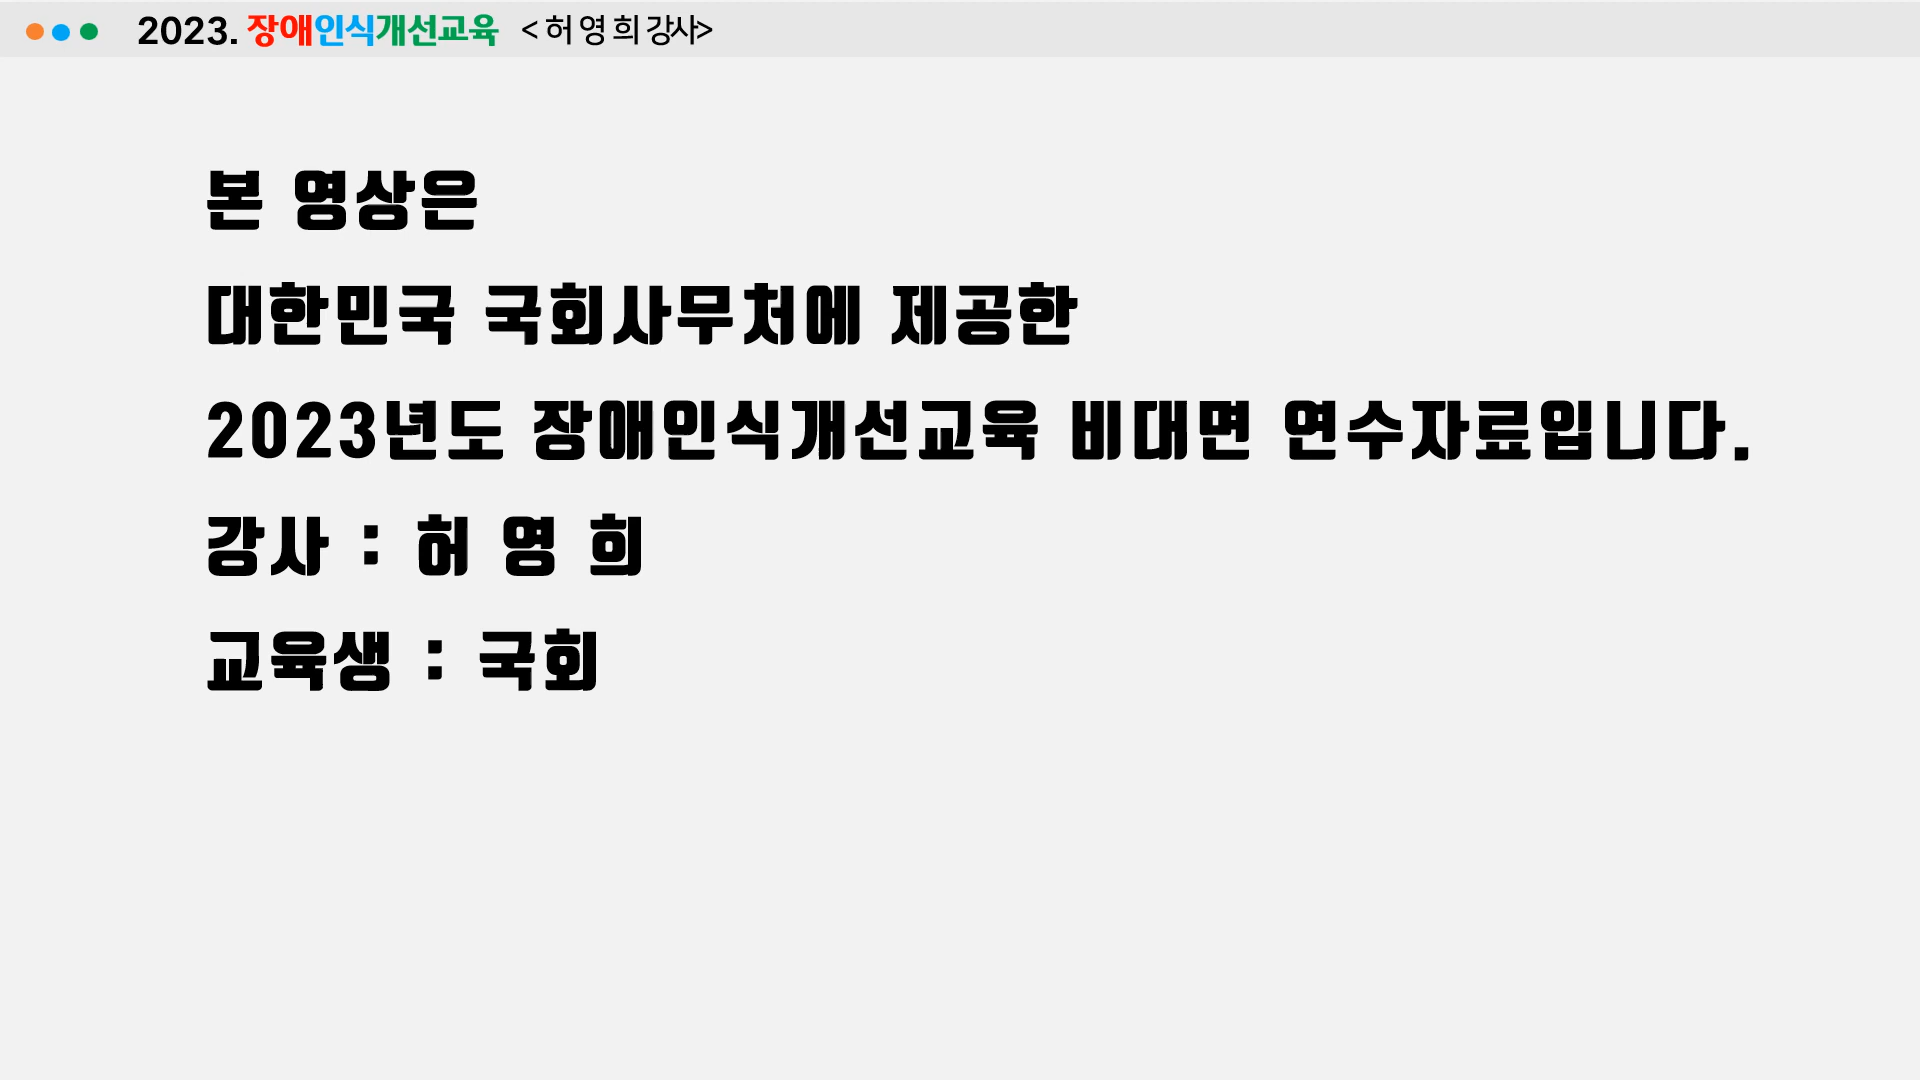 2023. 장애인식개선교육 < 허 영 희 강사>
본 영상은
대한민국 국회사무처에 제공한
2023년도 장애인식개선교육 비대면 연수자료입니다.
강사 : 허 영 희
교육생 : 국회